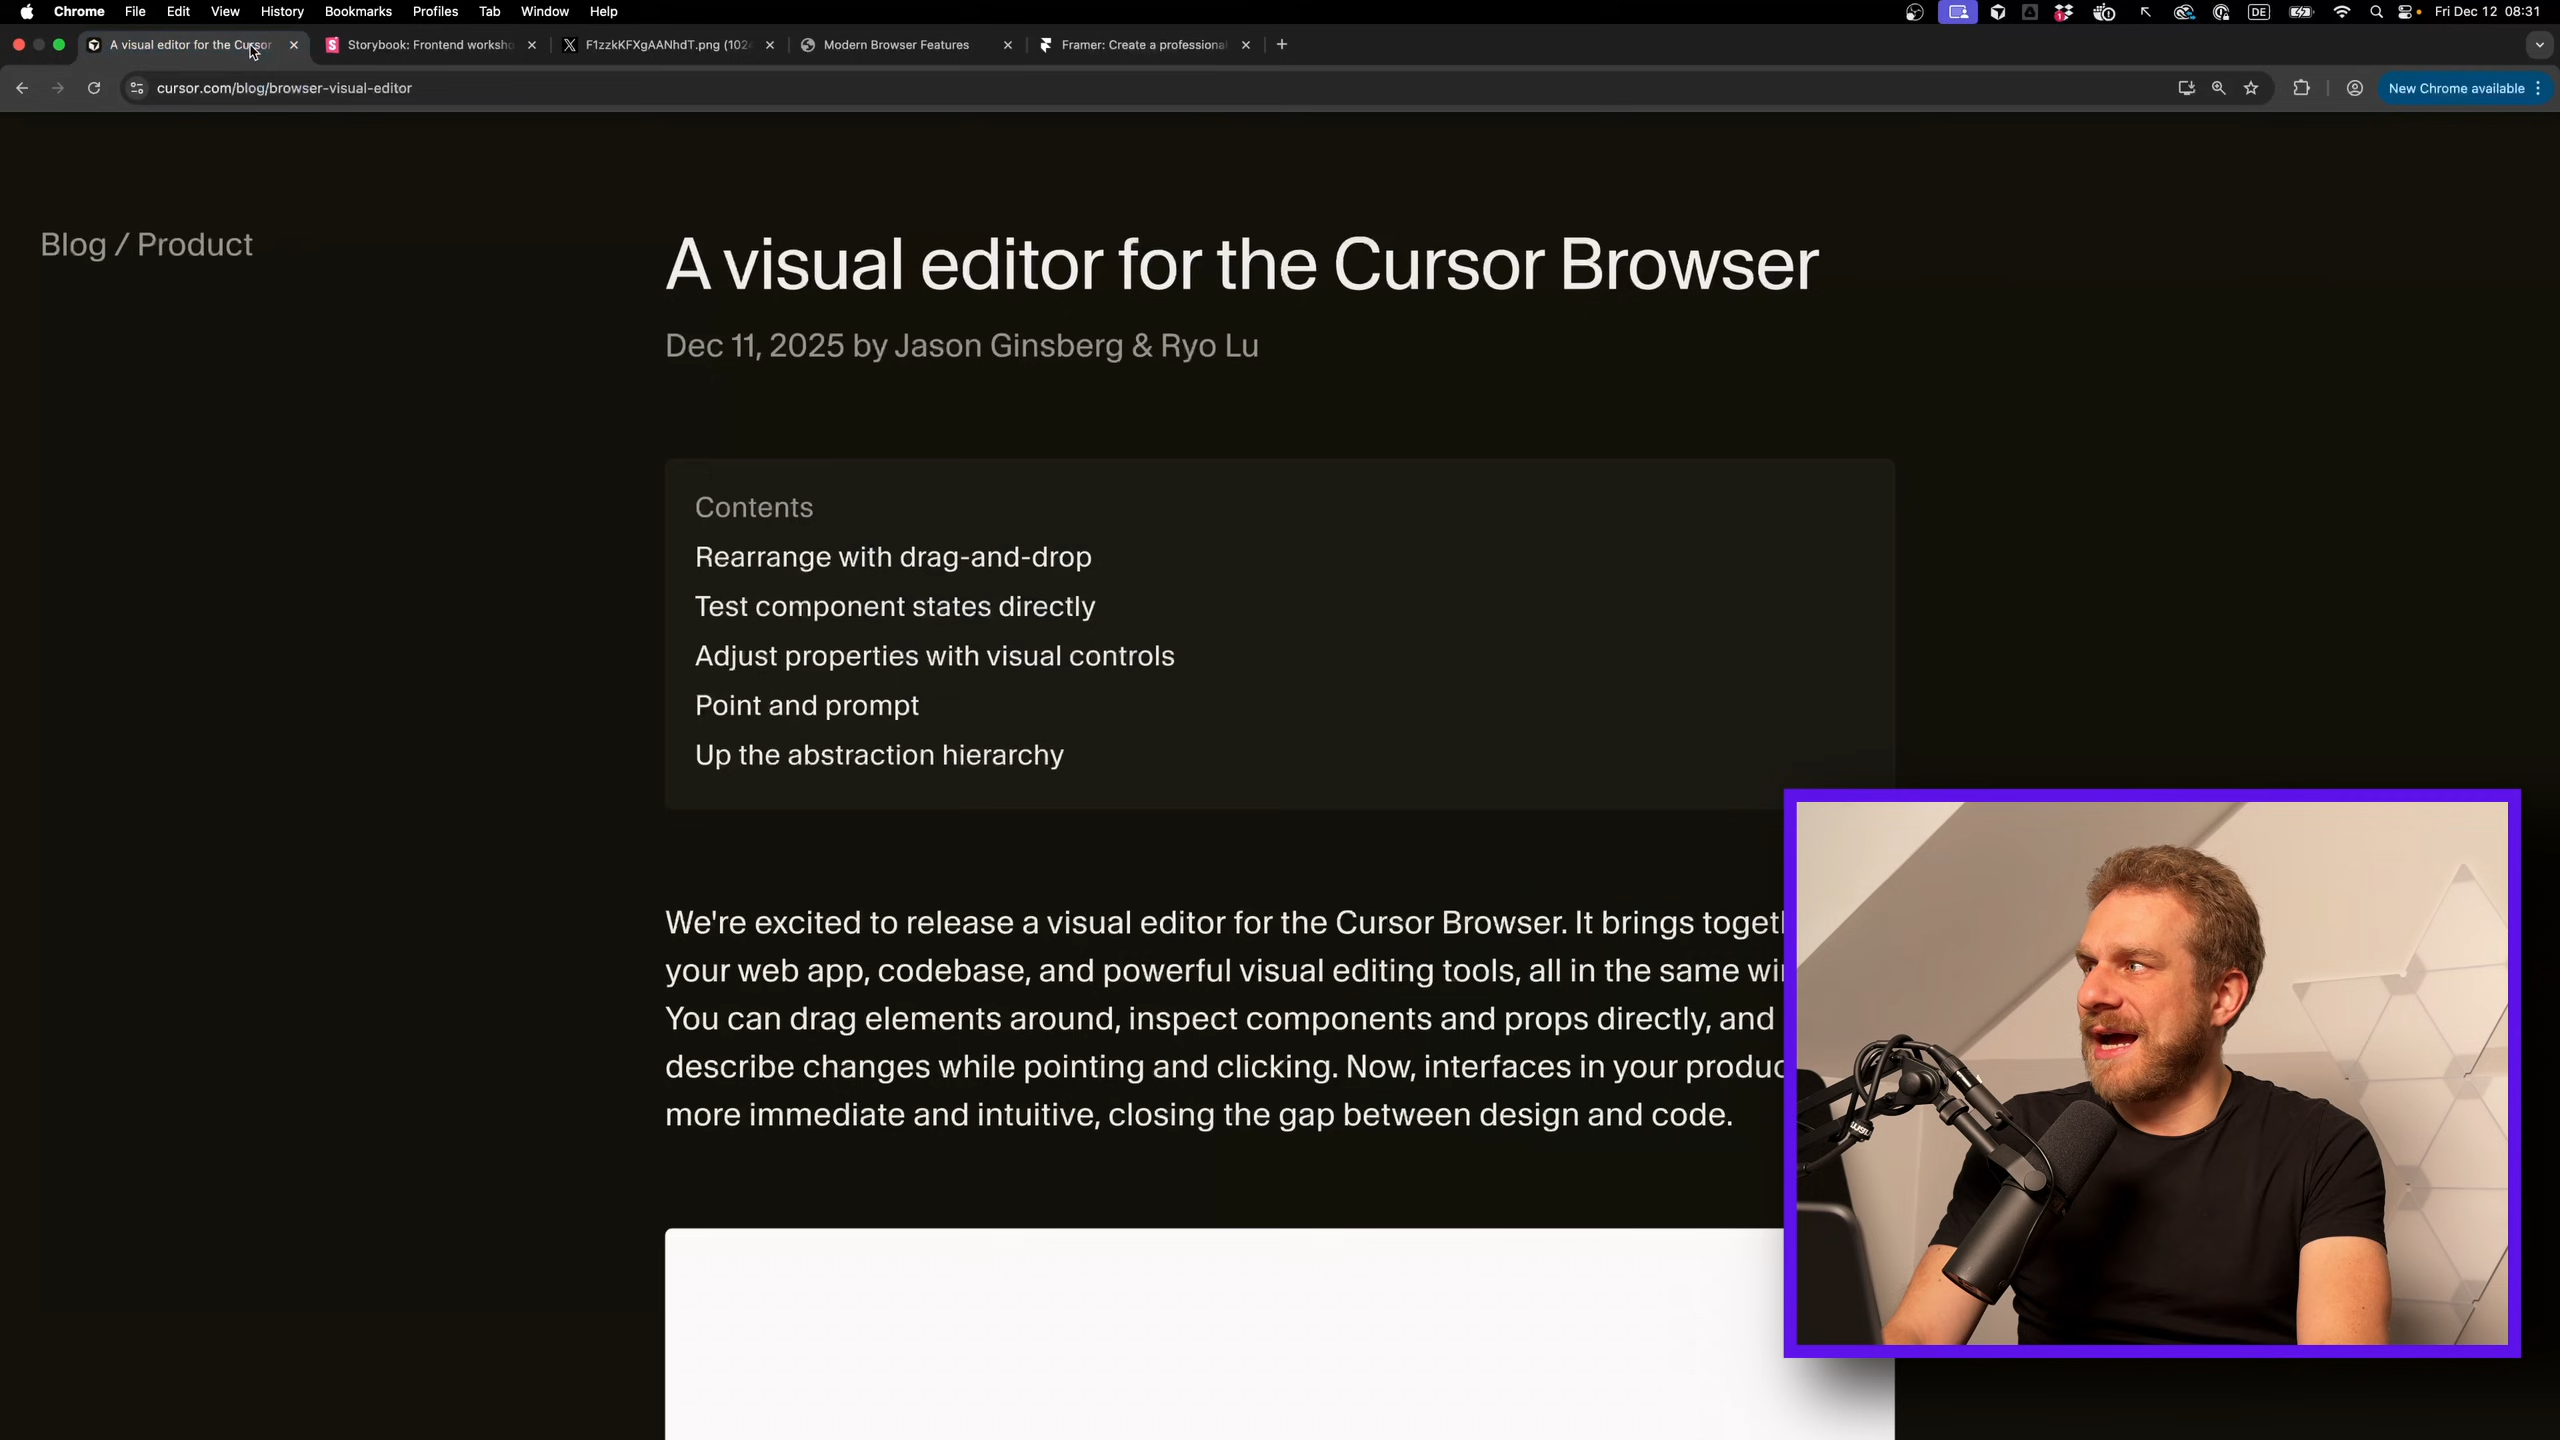 Chrome File Edit View History Bookmarks Profiles Tab Window Help DE Fri Dec 12 08:31
A visual editor for the Cursor Storybook: Frontend worksho F1zzkKFXgAANhdT.png (102 Modern Browser Features Framer: Create a professional
cursor.com/blog/browser-visual-editor New Chrome available
Blog / Product
A visual editor for the Cursor Browser
Dec 11, 2025 by Jason Ginsberg & Ryo Lu
Contents
Rearrange with drag-and-drop
Test component states directly
Adjust properties with visual controls
Point and prompt
Up the abstraction hierarchy
We're excited to release a visual editor for the Cursor Browser. It brings togeth
your web app, codebase, and powerful visual editing tools, all in the same wi
You can drag elements around, inspect components and props directly, and
describe changes while pointing and clicking. Now, interfaces in your produc
more immediate and intuitive, closing the gap between design and code.